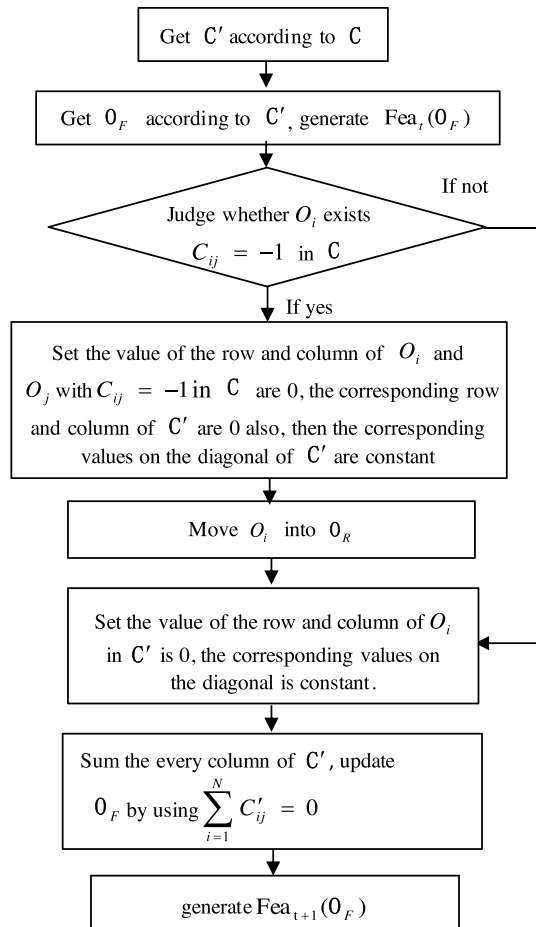 Get C′ according to C
Get O_F according to C′, generate Fea_t(O_F)
If not
Judge whether O_i exists
C_ij = −1 in C
If yes
Set the value of the row and column of O_i and
O_j with C_ij = −1 in C are 0, the corresponding row
and column of C′ are 0 also, then the corresponding
values on the diagonal of C′ are constant
Move O_i into O_R
Set the value of the row and column of O_i
in C′ is 0, the corresponding values on
the diagonal is constant.
Sum the every column of C′, update
O_F by using ∑_{i=1}^{N} C′_ij = 0
generate Fea_{t+1}(O_F)